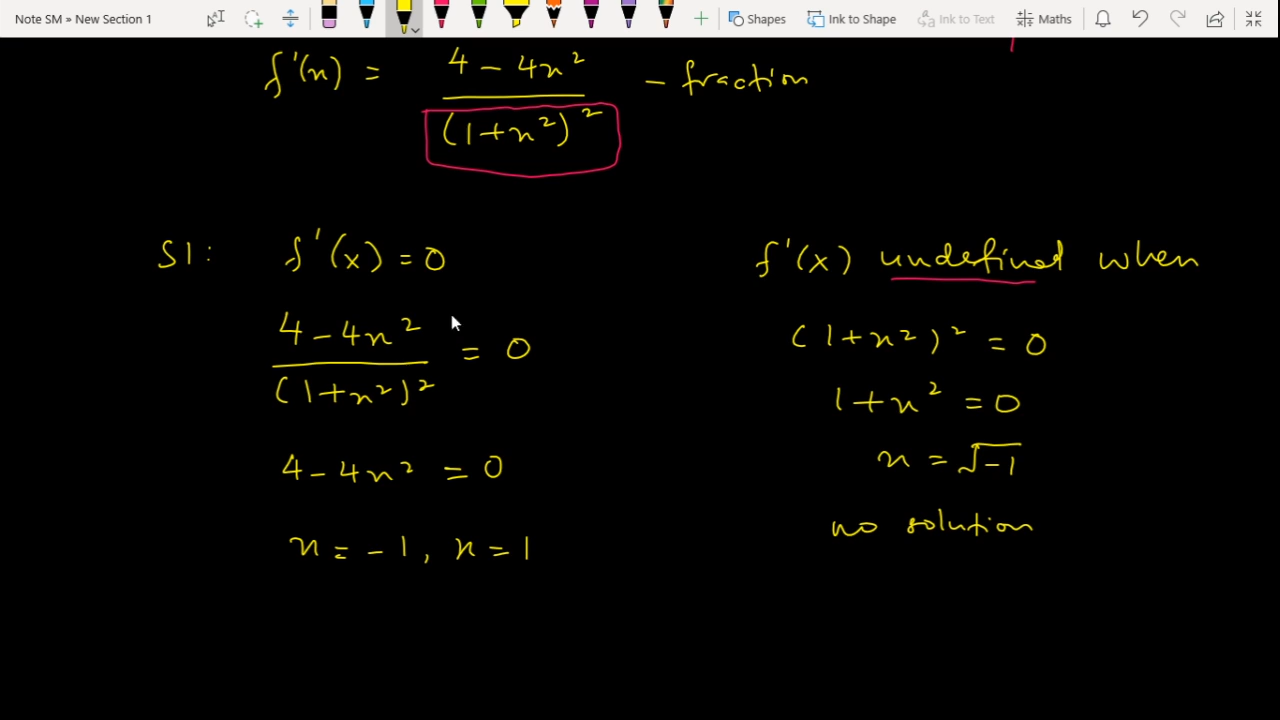 Note SM » New Section 1
Shapes
Ink to Shape
Ink to Text
Maths
f'(x) = 4 - 4x² / (1+x²)² - fraction
S1: f'(x) = 0
4 - 4x² / (1+x²)² = 0
4 - 4x² = 0
x = -1, x = 1
f'(x) undefined when
(1+x²)² = 0
1+x² = 0
x = √-1
no solution